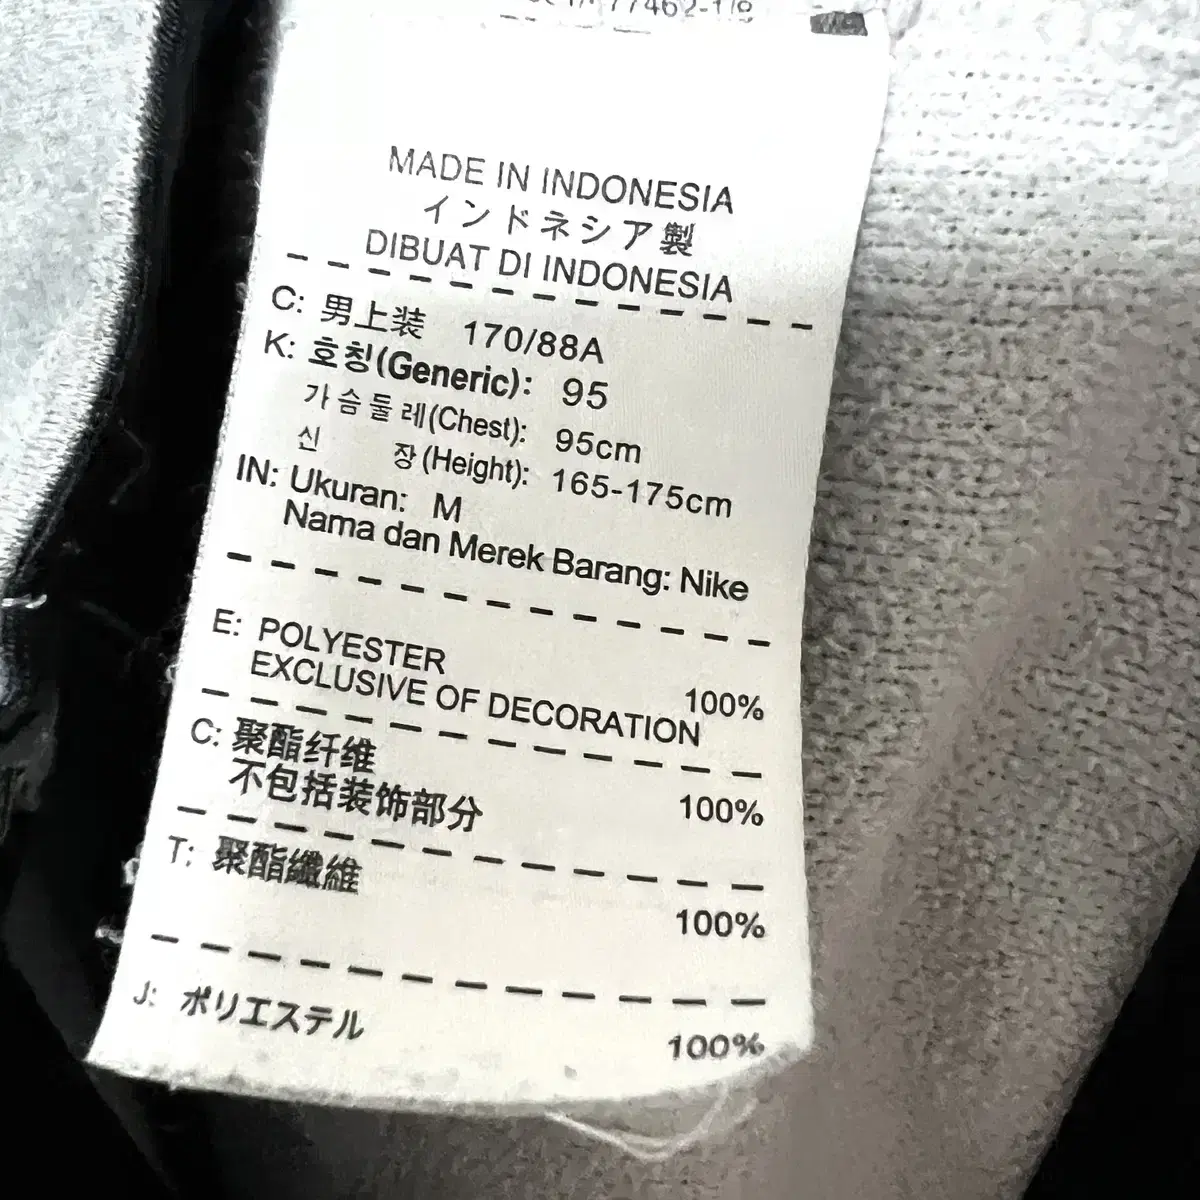 77462-1/8
MADE IN INDONESIA
インドネシア製
DIBUAT DI INDONESIA
C: 男上装 170/88A
K: 호칭(Generic): 95
가슴둘레(Chest): 95cm
신 장(Height): 165-175cm
IN: Ukuran: M
Nama dan Merek Barang: Nike
E: POLYESTER 100%
EXCLUSIVE OF DECORATION
C: 聚酯纤维 100%
不包括装饰部分
T: 聚酯纖維 100%
J: ポリエステル 100%